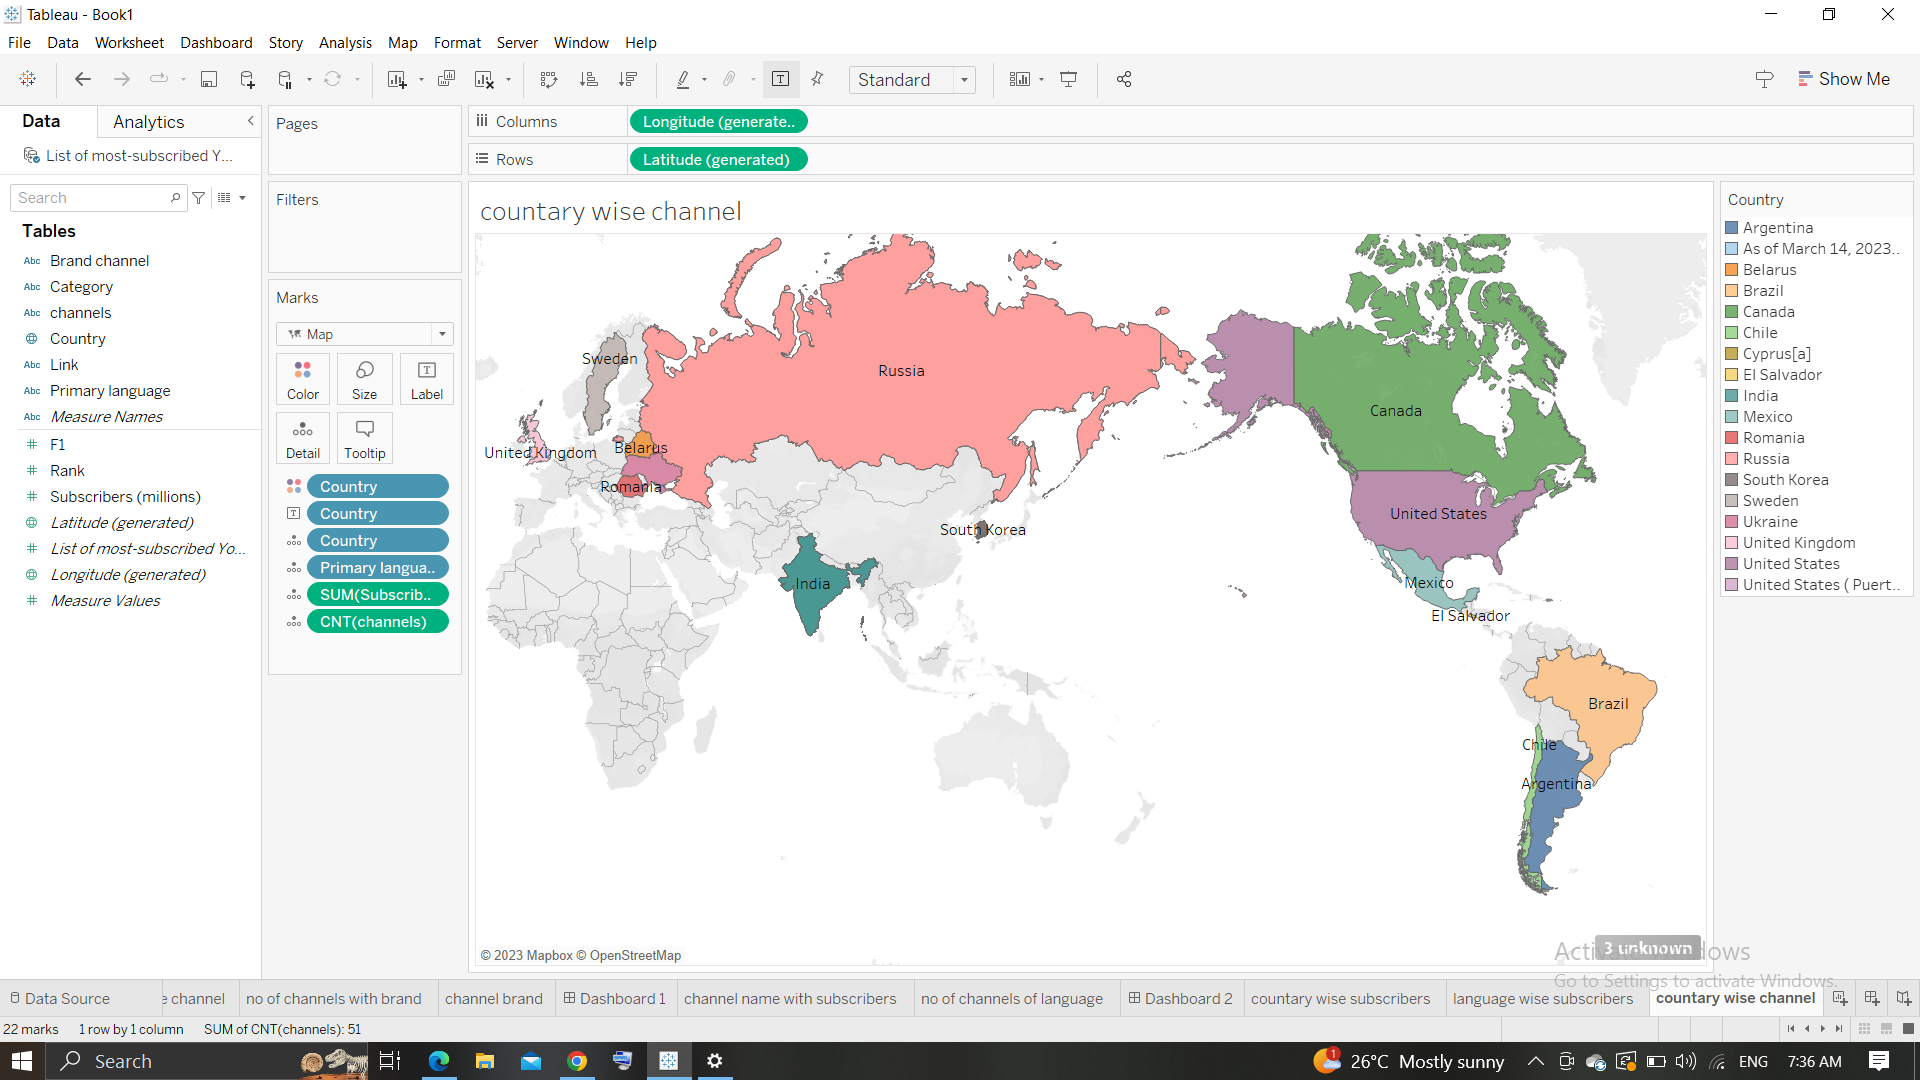 Tableau - Book1
File Data Worksheet Dashboard Story Analysis Map Format Server Window Help
Standard
Show Me
Data Analytics
List of most-subscribed Y...
Search
Tables
Abc Brand channel
Abc Category
Abc channels
Country
Abc Link
Abc Primary language
Abc Measure Names
F1
Rank
Subscribers (millions)
Latitude (generated)
List of most-subscribed Yo...
Longitude (generated)
Measure Values
Pages
Filters
Marks
Map
Color Size Label
Detail Tooltip
Country
Country
Country
Primary langua..
SUM(Subscrib..
CNT(channels)
Columns Longitude (generate..
Rows Latitude (generated)
countary wise channel
Sweden
Russia
Canada
United Kingdom
Belarus
Romania
South Korea
United States
India
Mexico
El Salvador
Brazil
Chile
Argentina
© 2023 Mapbox © OpenStreetMap
3 unknown
Country
Argentina
As of March 14, 2023..
Belarus
Brazil
Canada
Chile
Cyprus[a]
El Salvador
India
Mexico
Romania
Russia
South Korea
Sweden
Ukraine
United Kingdom
United States
United States ( Puert..
Go to Settings to activate Windows.
Data Source e channel no of channels with brand channel brand Dashboard 1 channel name with subscribers no of channels of language Dashboard 2 countary wise subscribers language wise subscribers countary wise channel
22 marks 1 row by 1 column SUM of CNT(channels): 51
Search
1 26°C Mostly sunny ENG 7:36 AM